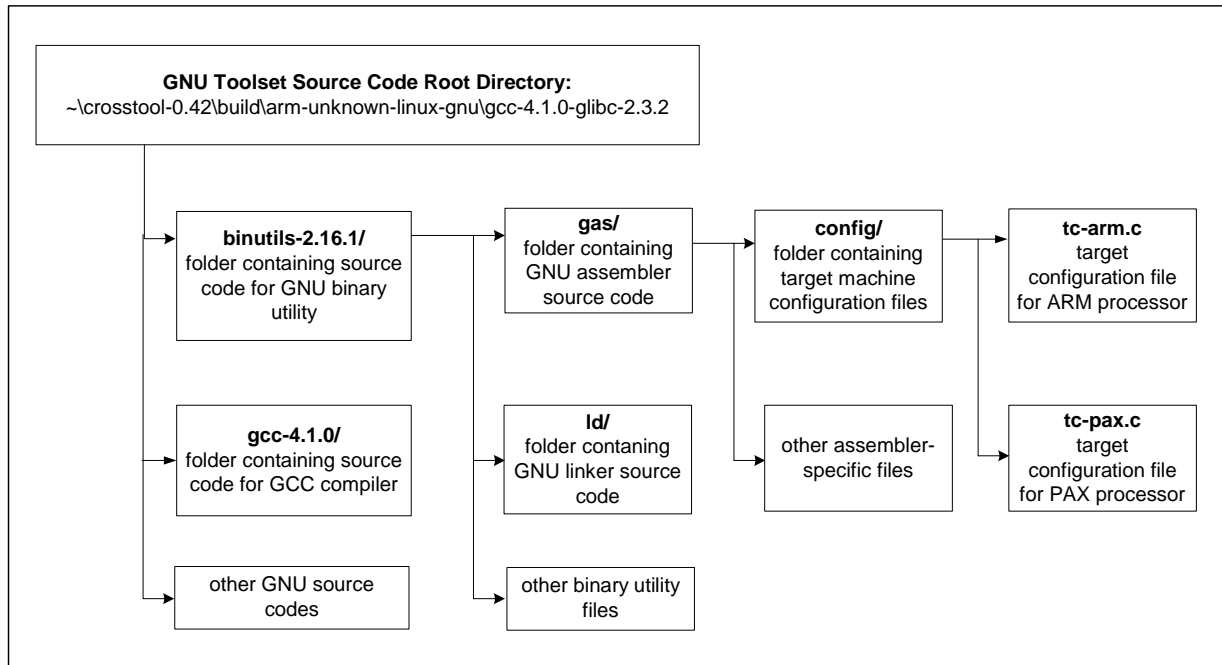 GNU Toolset Source Code Root Directory:
~\crosstool-0.42\build\arm-unknown-linux-gnu\gcc-4.1.0-glibc-2.3.2
binutils-2.16.1/
folder containing source
code for GNU binary
utility
gas/
folder containing
GNU assembler
source code
config/
folder containing
target machine
configuration files
tc-arm.c
target
configuration file
for ARM processor
gcc-4.1.0/
folder containing source
code for GCC compiler
ld/
folder contaning
GNU linker source
code
other assembler-
specific files
tc-pax.c
target
configuration file
for PAX processor
other GNU source
codes
other binary utility
files